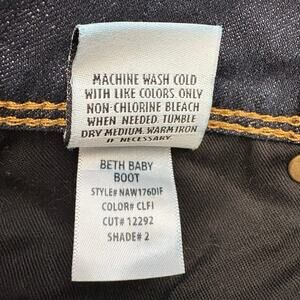 MACHINE WASH COLD
WITH LIKE COLORS ONLY
NON-CHLORINE BLEACH
WHEN NEEDED. TUMBLE
DRY MEDIUM. WARM IRON
IF NECESSARY.
BETH BABY
BOOT
STYLE# NAW176DIF
COLOR# CLFI
CUT# 12292
SHADE# 2